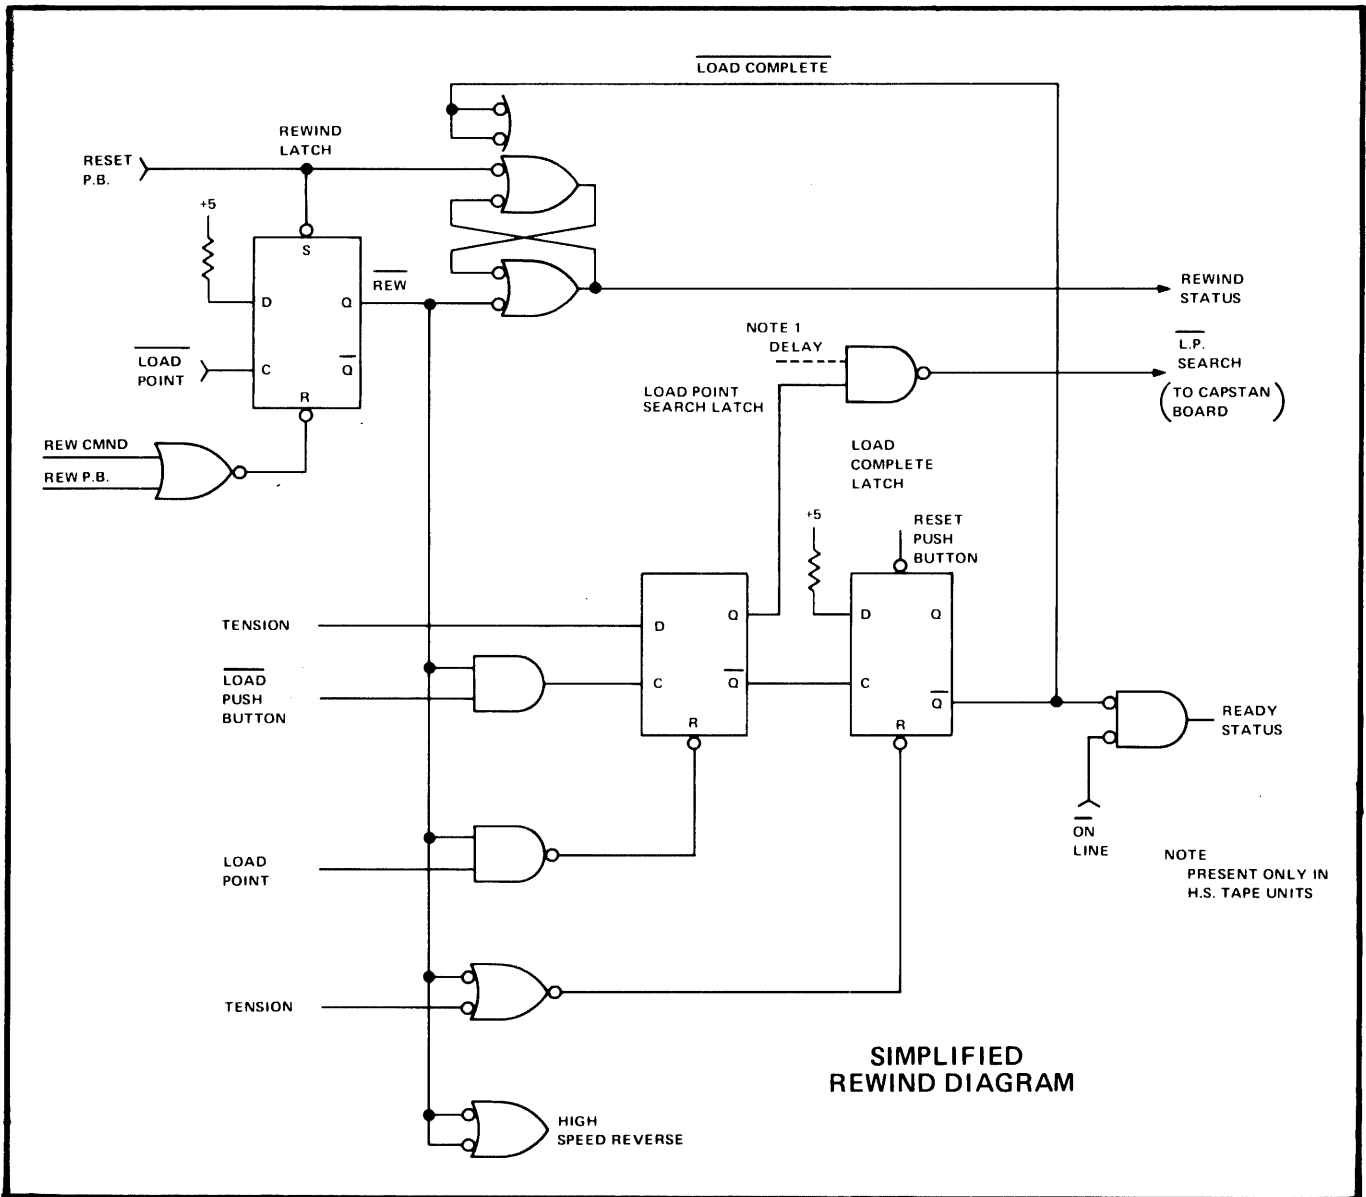 LOAD COMPLETE
REWIND
LATCH
RESET
P.B.
+5
S
D
Q
REW
LOAD
POINT
C
Q
R
REW CMND
REW P.B.
REWIND
STATUS
NOTE 1
DELAY
L.P.
SEARCH
(TO CAPSTAN
BOARD)
LOAD POINT
SEARCH LATCH
LOAD
COMPLETE
LATCH
+5
RESET
PUSH
BUTTON
TENSION
D
Q
D
Q
LOAD
PUSH
BUTTON
C
Q
C
Q
R
R
READY
STATUS
ON
LINE
LOAD
POINT
NOTE
PRESENT ONLY IN
H.S. TAPE UNITS
TENSION
SIMPLIFIED
REWIND DIAGRAM
HIGH
SPEED REVERSE